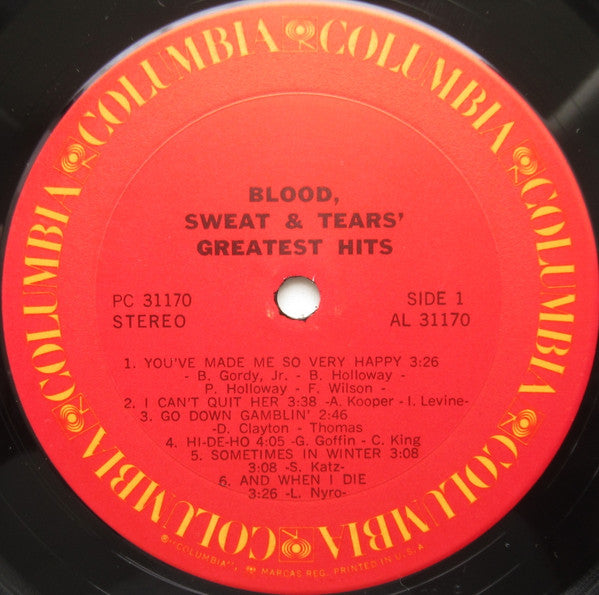 COLUMBIA COLUMBIA COLUMBIA COLUMBIA COLUMBIA COLUMBIA
BLOOD,
SWEAT & TEARS'
GREATEST HITS
PC 31170 SIDE 1
STEREO AL 31170
1. YOU'VE MADE ME SO VERY HAPPY 3:26
- B. Gordy, Jr. - B. Holloway -
P. Holloway - F. Wilson -
2. I CAN'T QUIT HER 3:38 -A. Kooper -I. Levine-
3. GO DOWN GAMBLIN' 2:46
-D. Clayton - Thomas
4. HI-DE-HO 4:05 -G. Goffin - C. King
5. SOMETIMES IN WINTER 3:08
3:08 -S. Katz-
6. AND WHEN I DIE
3:26 -L. Nyro-
℗"COLUMBIA", MARCAS REG. PRINTED IN U.S.A